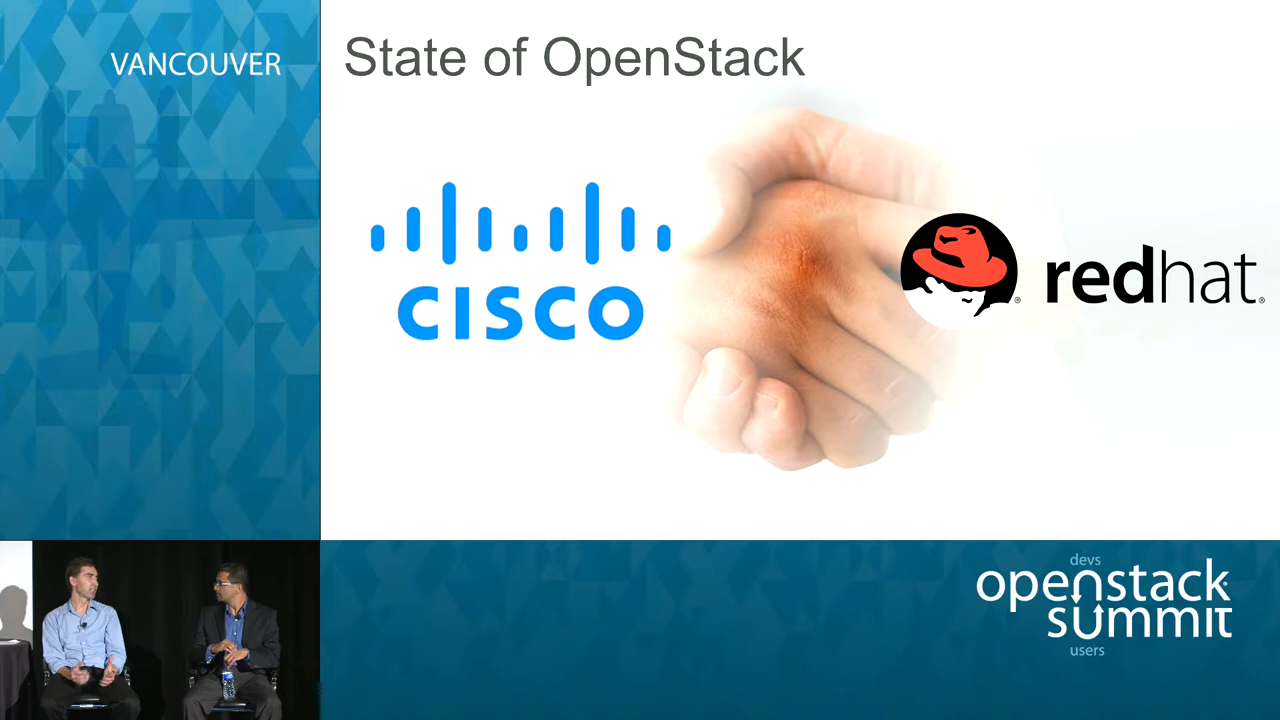 VANCOUVER
State of OpenStack
CISCO
redhat.
devs
openstack
summit
users